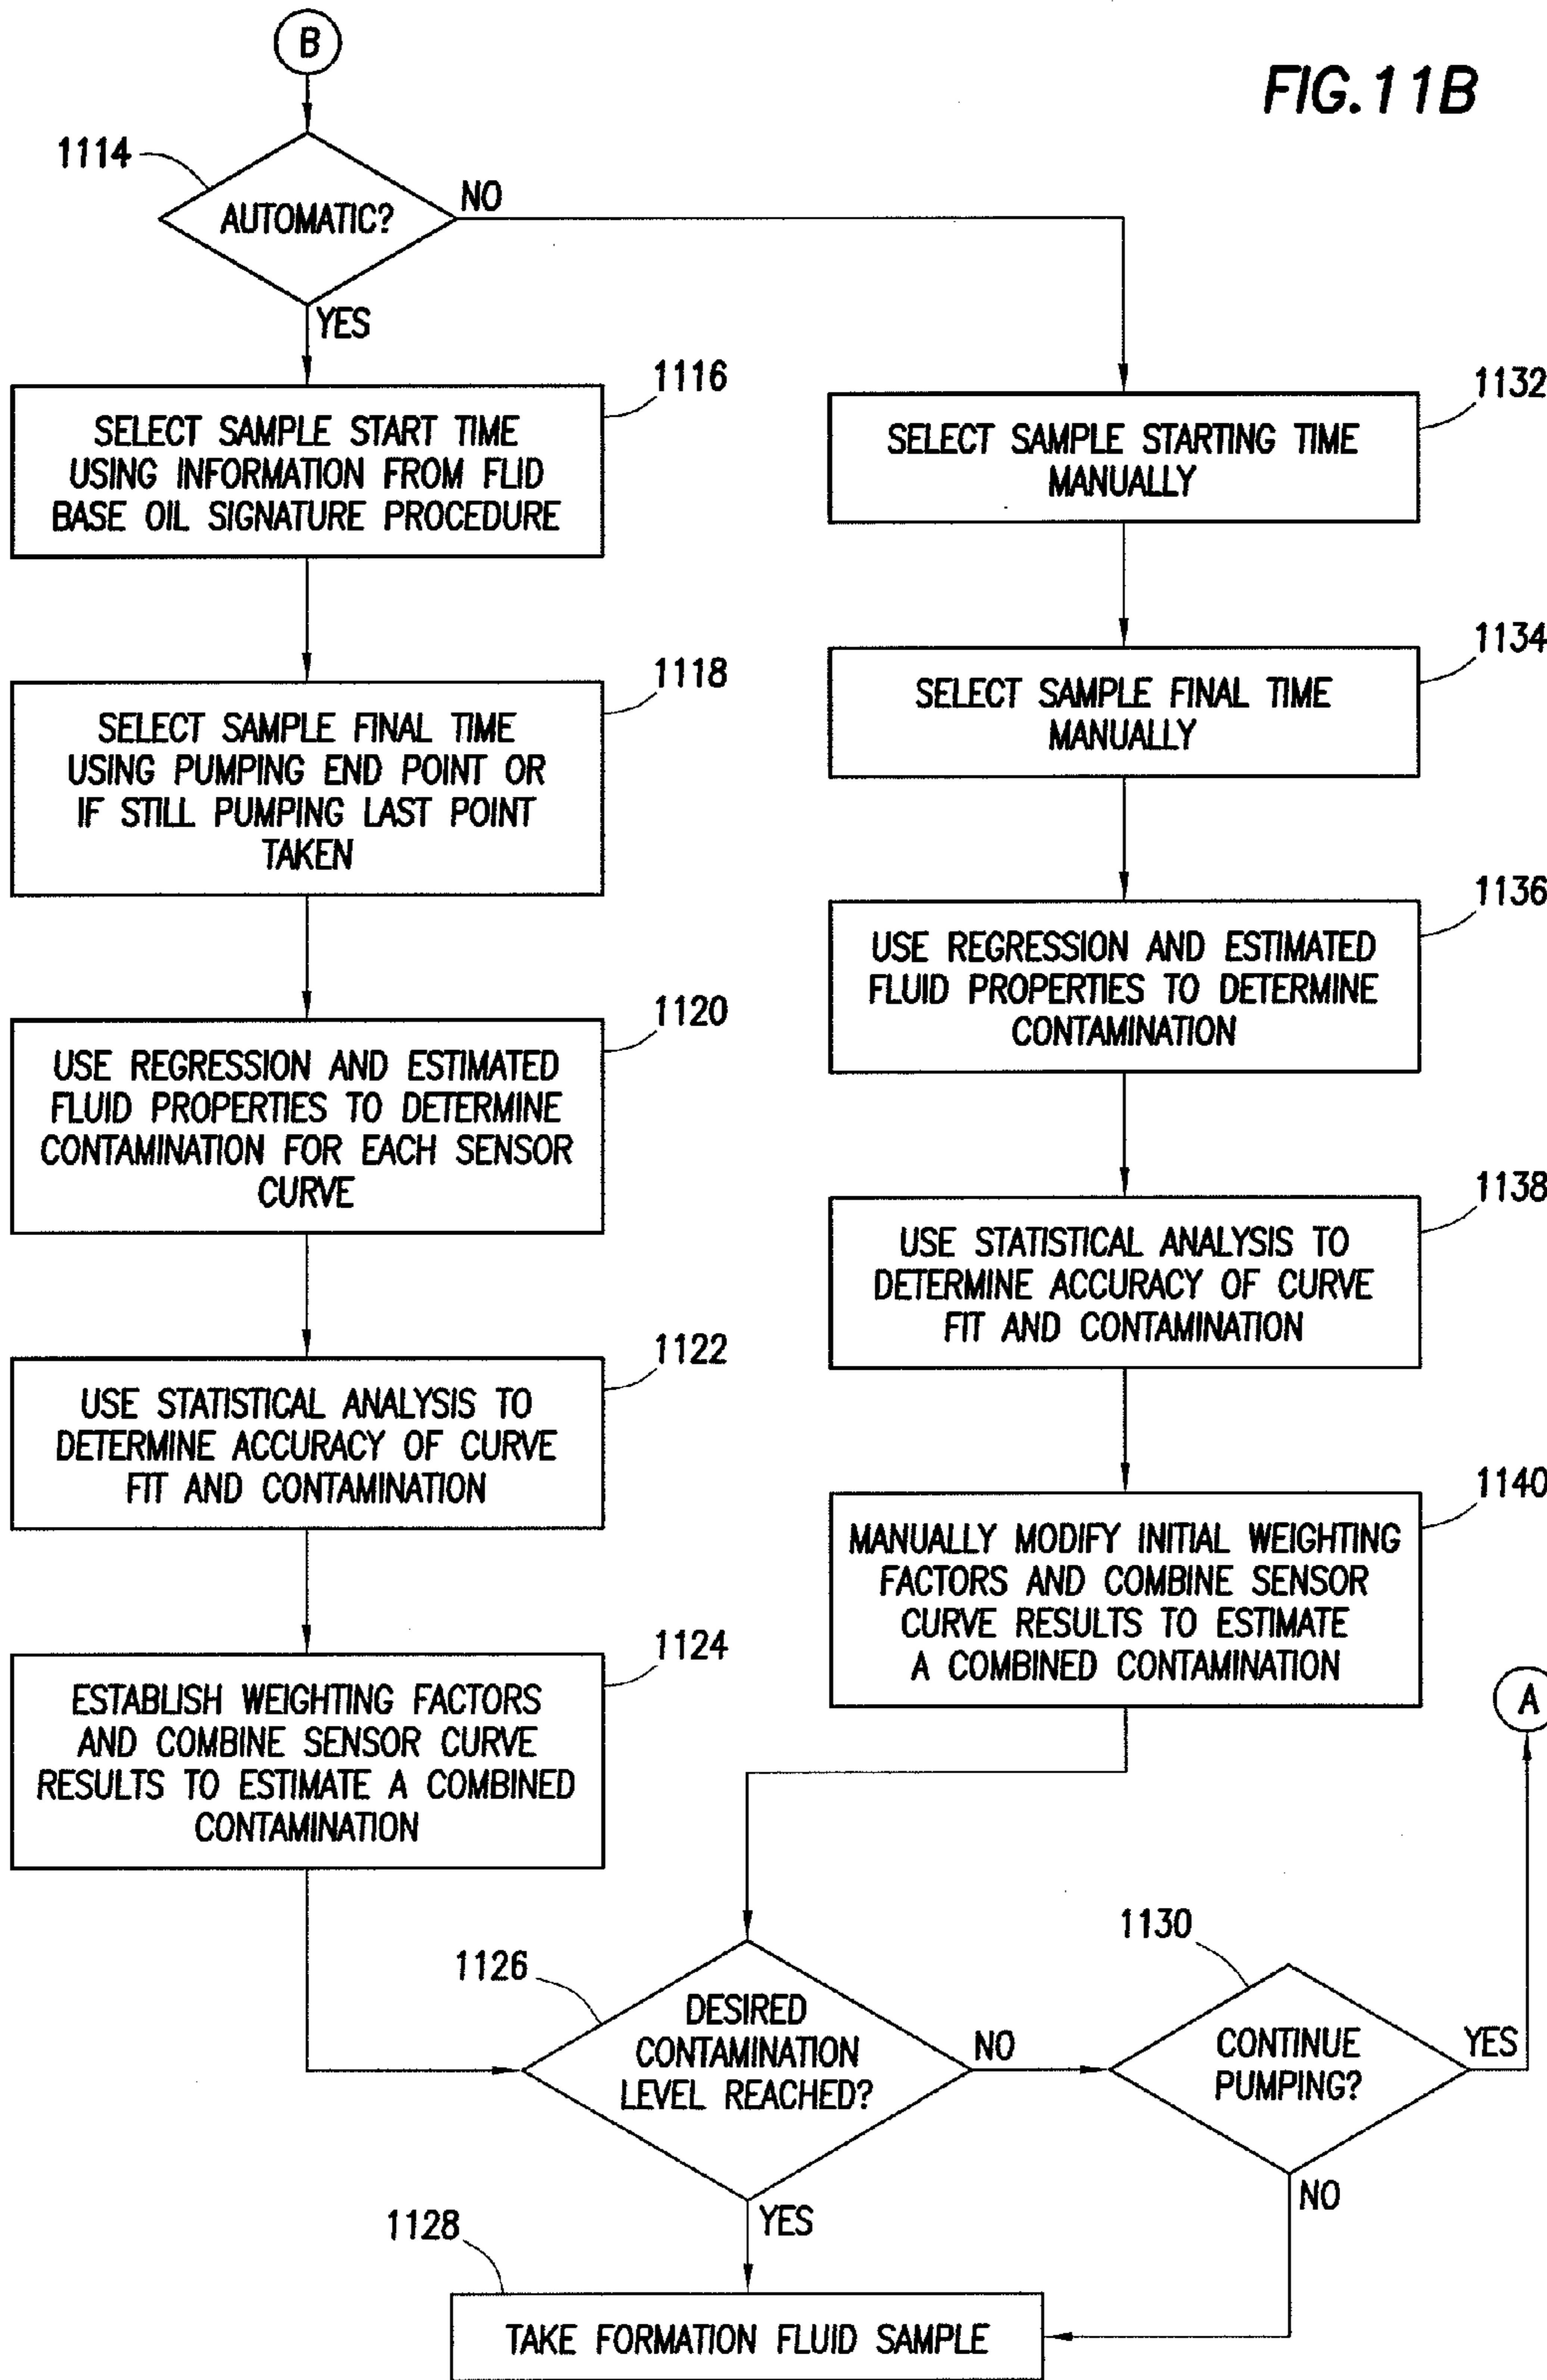 FIG.11B
B
1114
AUTOMATIC?
NO
YES
1116
SELECT SAMPLE START TIME
USING INFORMATION FROM FLID
BASE OIL SIGNATURE PROCEDURE
1118
SELECT SAMPLE FINAL TIME
USING PUMPING END POINT OR
IF STILL PUMPING LAST POINT
TAKEN
1120
USE REGRESSION AND ESTIMATED
FLUID PROPERTIES TO DETERMINE
CONTAMINATION FOR EACH SENSOR
CURVE
1122
USE STATISTICAL ANALYSIS TO
DETERMINE ACCURACY OF CURVE
FIT AND CONTAMINATION
1124
ESTABLISH WEIGHTING FACTORS
AND COMBINE SENSOR CURVE
RESULTS TO ESTIMATE A COMBINED
CONTAMINATION
1132
SELECT SAMPLE STARTING TIME
MANUALLY
1134
SELECT SAMPLE FINAL TIME
MANUALLY
1136
USE REGRESSION AND ESTIMATED
FLUID PROPERTIES TO DETERMINE
CONTAMINATION
1138
USE STATISTICAL ANALYSIS TO
DETERMINE ACCURACY OF CURVE
FIT AND CONTAMINATION
1140
MANUALLY MODIFY INITIAL WEIGHTING
FACTORS AND COMBINE SENSOR
CURVE RESULTS TO ESTIMATE
A COMBINED CONTAMINATION
A
1126
DESIRED
CONTAMINATION
LEVEL REACHED?
NO
YES
1130
CONTINUE
PUMPING?
YES
NO
1128
TAKE FORMATION FLUID SAMPLE